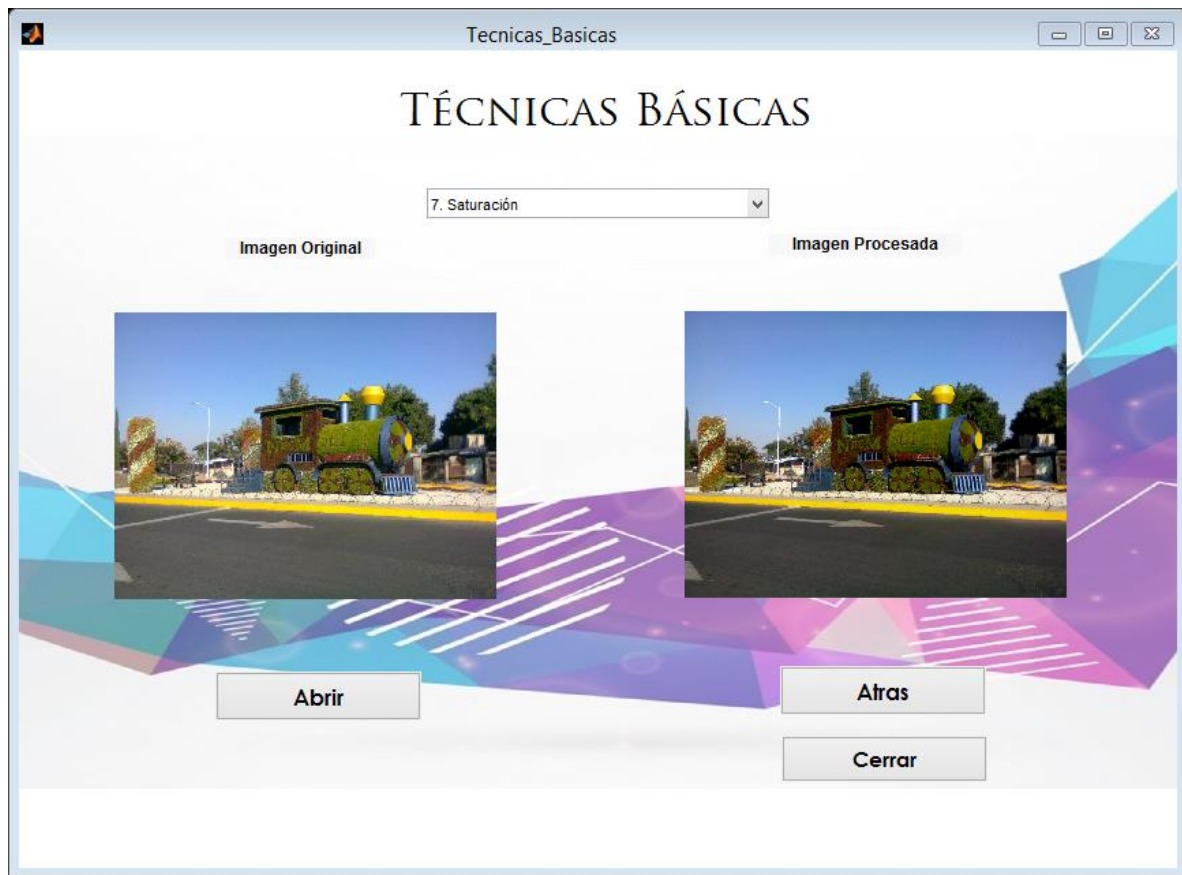 Tecnicas_Basicas
TÉCNICAS BÁSICAS
7. Saturación
Imagen Original
Imagen Procesada
Abrir
Atras
Cerrar